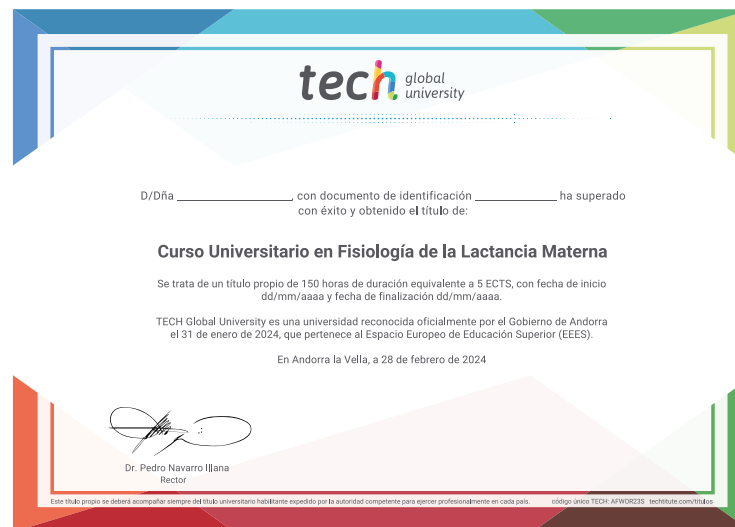 tech global university
D/Dña ___________________, con documento de identificación ______________ ha superado
con éxito y obtenido el título de:
Curso Universitario en Fisiología de la Lactancia Materna
Se trata de un título propio de 150 horas de duración equivalente a 5 ECTS, con fecha de inicio
dd/mm/aaaa y fecha de finalización dd/mm/aaaa.
TECH Global University es una universidad reconocida oficialmente por el Gobierno de Andorra
el 31 de enero de 2024, que pertenece al Espacio Europeo de Educación Superior (EEES).
En Andorra la Vella, a 28 de febrero de 2024
Dr. Pedro Navarro Illana
Rector
Este título propio se deberá acompañar siempre del título universitario habilitante expedido por la autoridad competente para ejercer profesionalmente en cada país. código único TECH: AFWOR23S techtitute.com/titulos